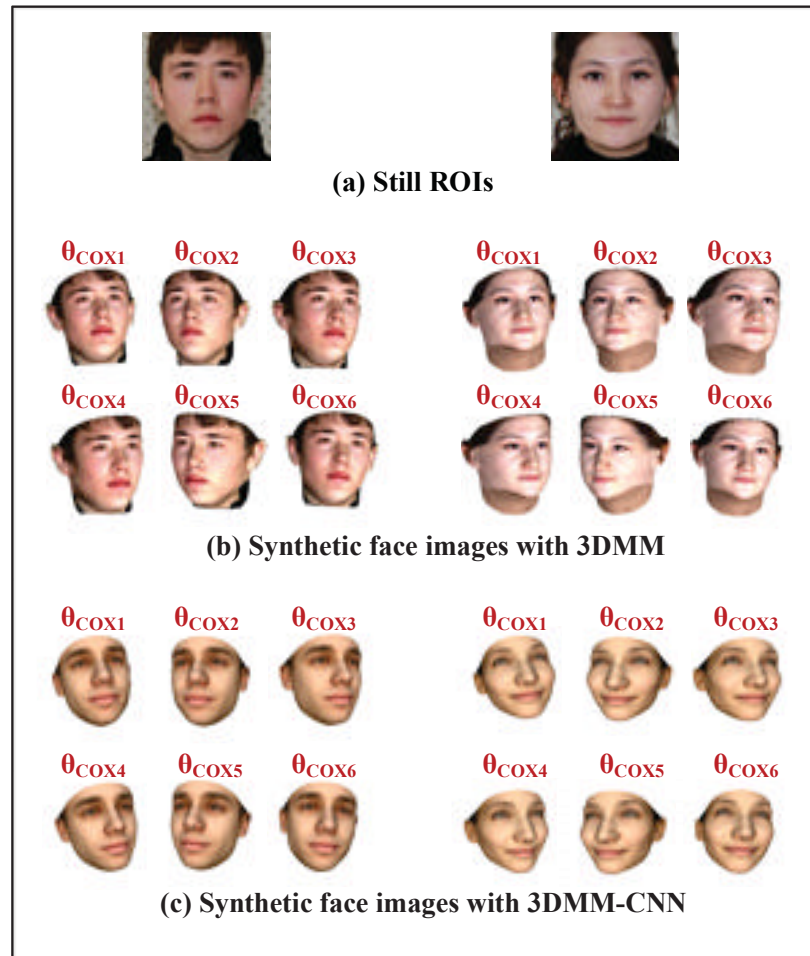 (a) Still ROIs
θCOX1 θCOX2 θCOX3 θCOX1 θCOX2 θCOX3
θCOX4 θCOX5 θCOX6 θCOX4 θCOX5 θCOX6
(b) Synthetic face images with 3DMM
θCOX1 θCOX2 θCOX3 θCOX1 θCOX2 θCOX3
θCOX4 θCOX5 θCOX6 θCOX4 θCOX5 θCOX6
(c) Synthetic face images with 3DMM-CNN